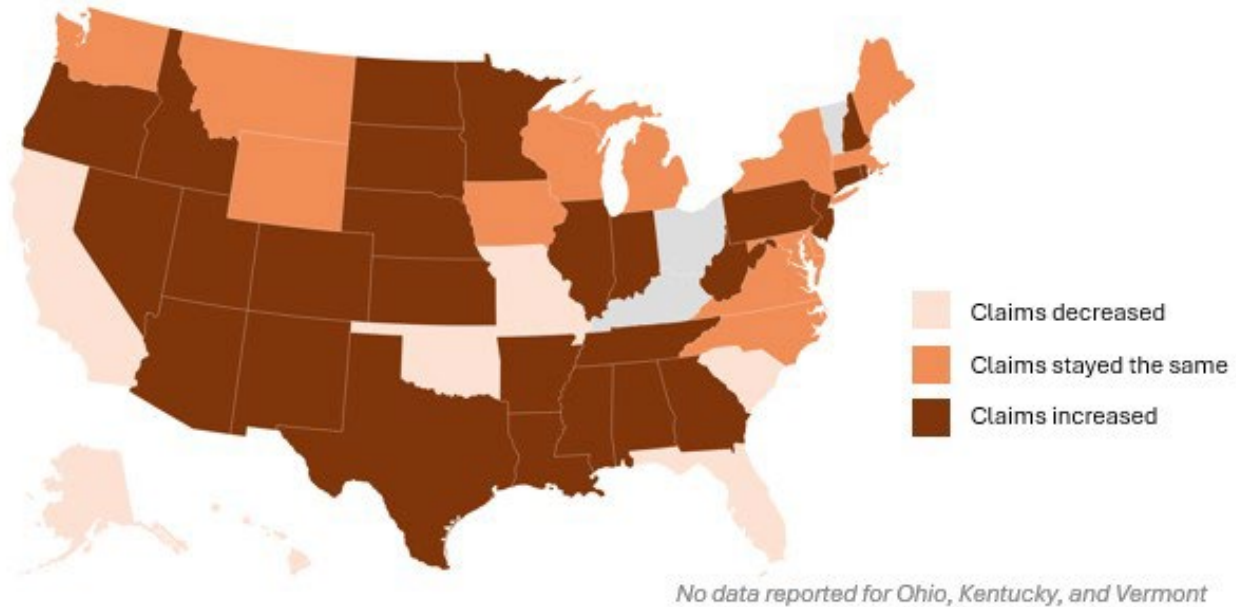 Claims decreased
Claims stayed the same
Claims increased
No data reported for Ohio, Kentucky, and Vermont